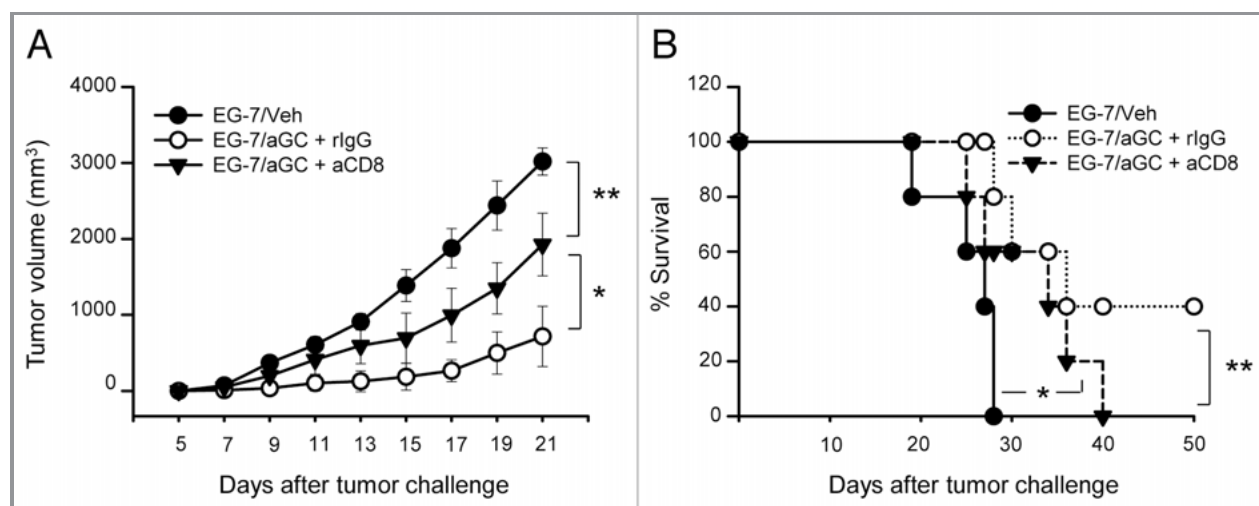 A
4000
3000
2000
1000
0
Tumor volume (mm³)
EG-7/Veh
EG-7/aGC + rIgG
EG-7/aGC + aCD8
**
*
5 7 9 11 13 15 17 19 21
Days after tumor challenge
B
120
100
80
60
40
20
0
% Survival
EG-7/Veh
EG-7/aGC + rIgG
EG-7/aGC + aCD8
*
**
10 20 30 40 50
Days after tumor challenge